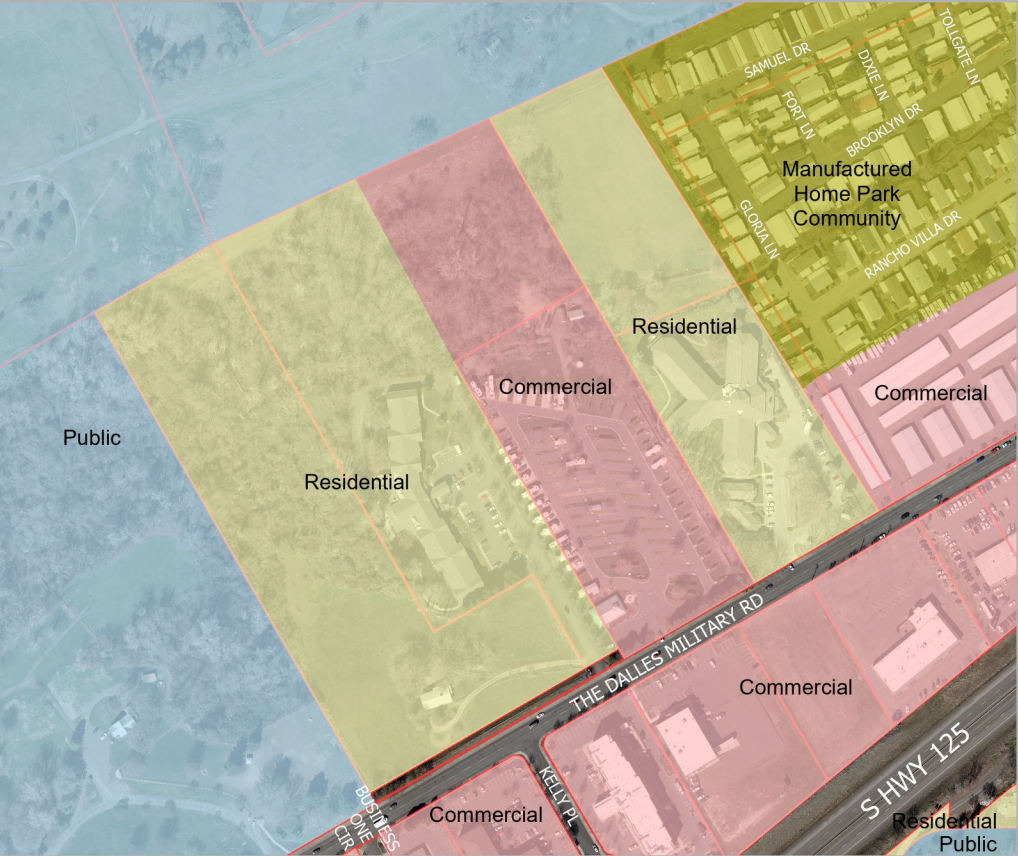 TOLLGATE LN
SAMUEL DR
DIXIE LN
FORT LN
BROOKLYN DR
Manufactured
Home Park
Community
GLORIA LN
RANCHO VILLA DR
Residential
Commercial
Commercial
Public
Residential
THE DALLES MILITARY RD
Commercial
S HWY 125
KELLY PL
BUSINESS
ONE
CIR
Commercial
Residential
Public